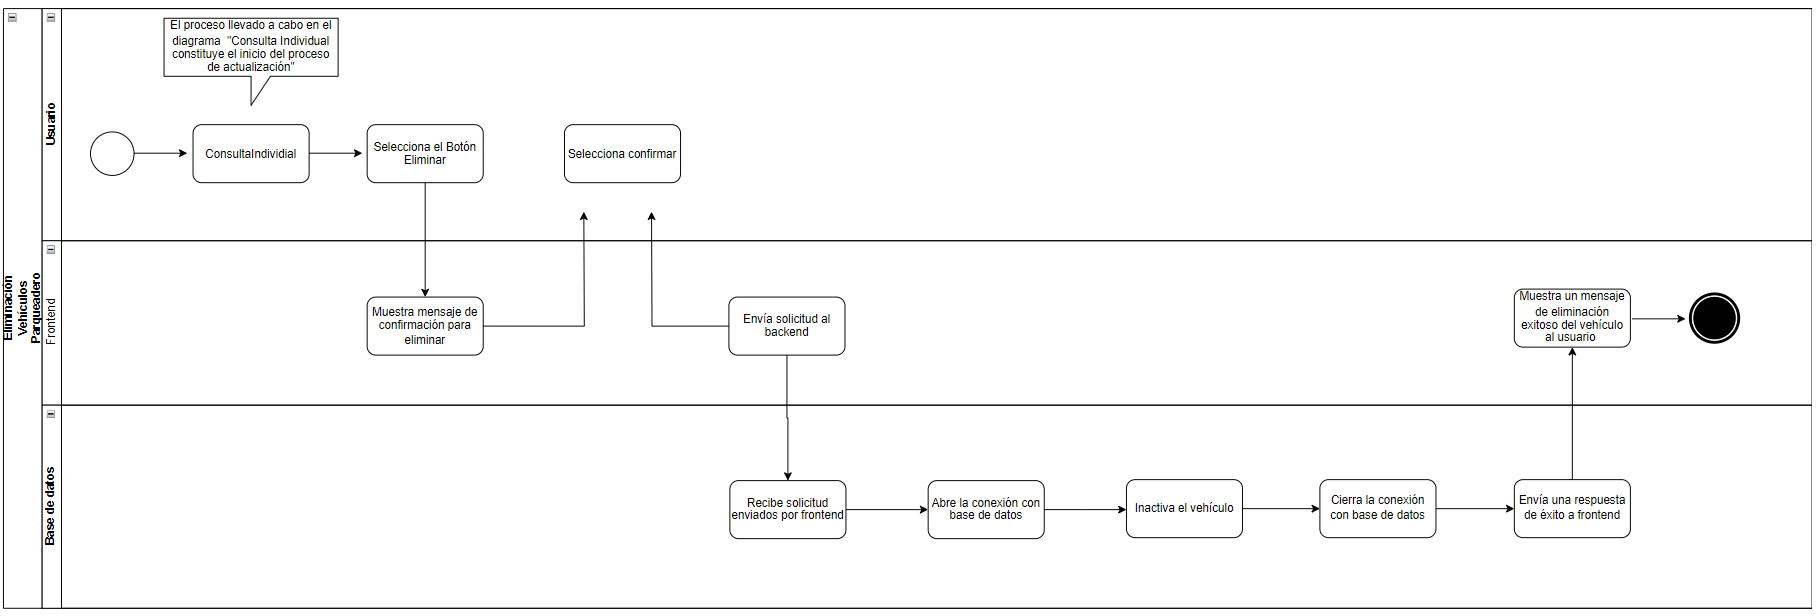 Eliminación
Vehículos
Parqueadero
Usuario
El proceso llevado a cabo en el
diagrama "Consulta Individual
constituye el inicio del proceso
de actualización"
ConsultaIndividial
Selecciona el Botón
Eliminar
Selecciona confirmar
Frontend
Muestra mensaje de
confirmación para
eliminar
Envía solicitud al
backend
Muestra un mensaje
de eliminación
exitoso del vehículo
al usuario
Base de datos
Recibe solicitud
enviados por frontend
Abre la conexión con
base de datos
Inactiva el vehículo
Cierra la conexión
con base de datos
Envía una respuesta
de éxito a frontend